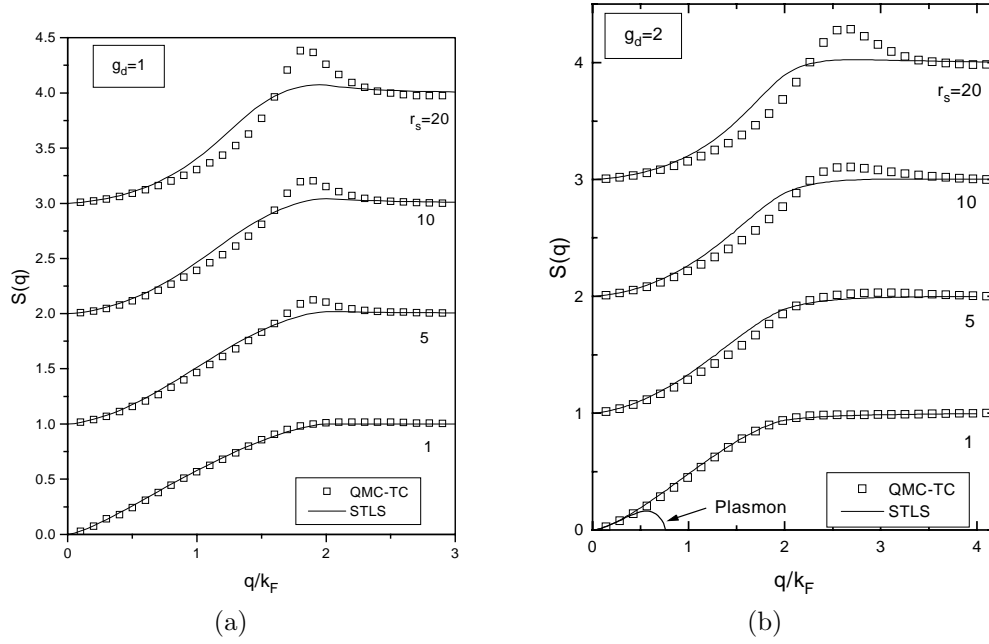 g_d=1
4.5
4.0
3.5
3.0
2.5
2.0
1.5
1.0
0.5
0.0
S(q)
r_s=20
10
5
1
QMC-TC
STLS
0
1
2
3
q/k_F
(a)
g_d=2
4
3
2
1
0
S(q)
r_s=20
10
5
1
Plasmon
QMC-TC
STLS
0
1
2
3
4
q/k_F
(b)